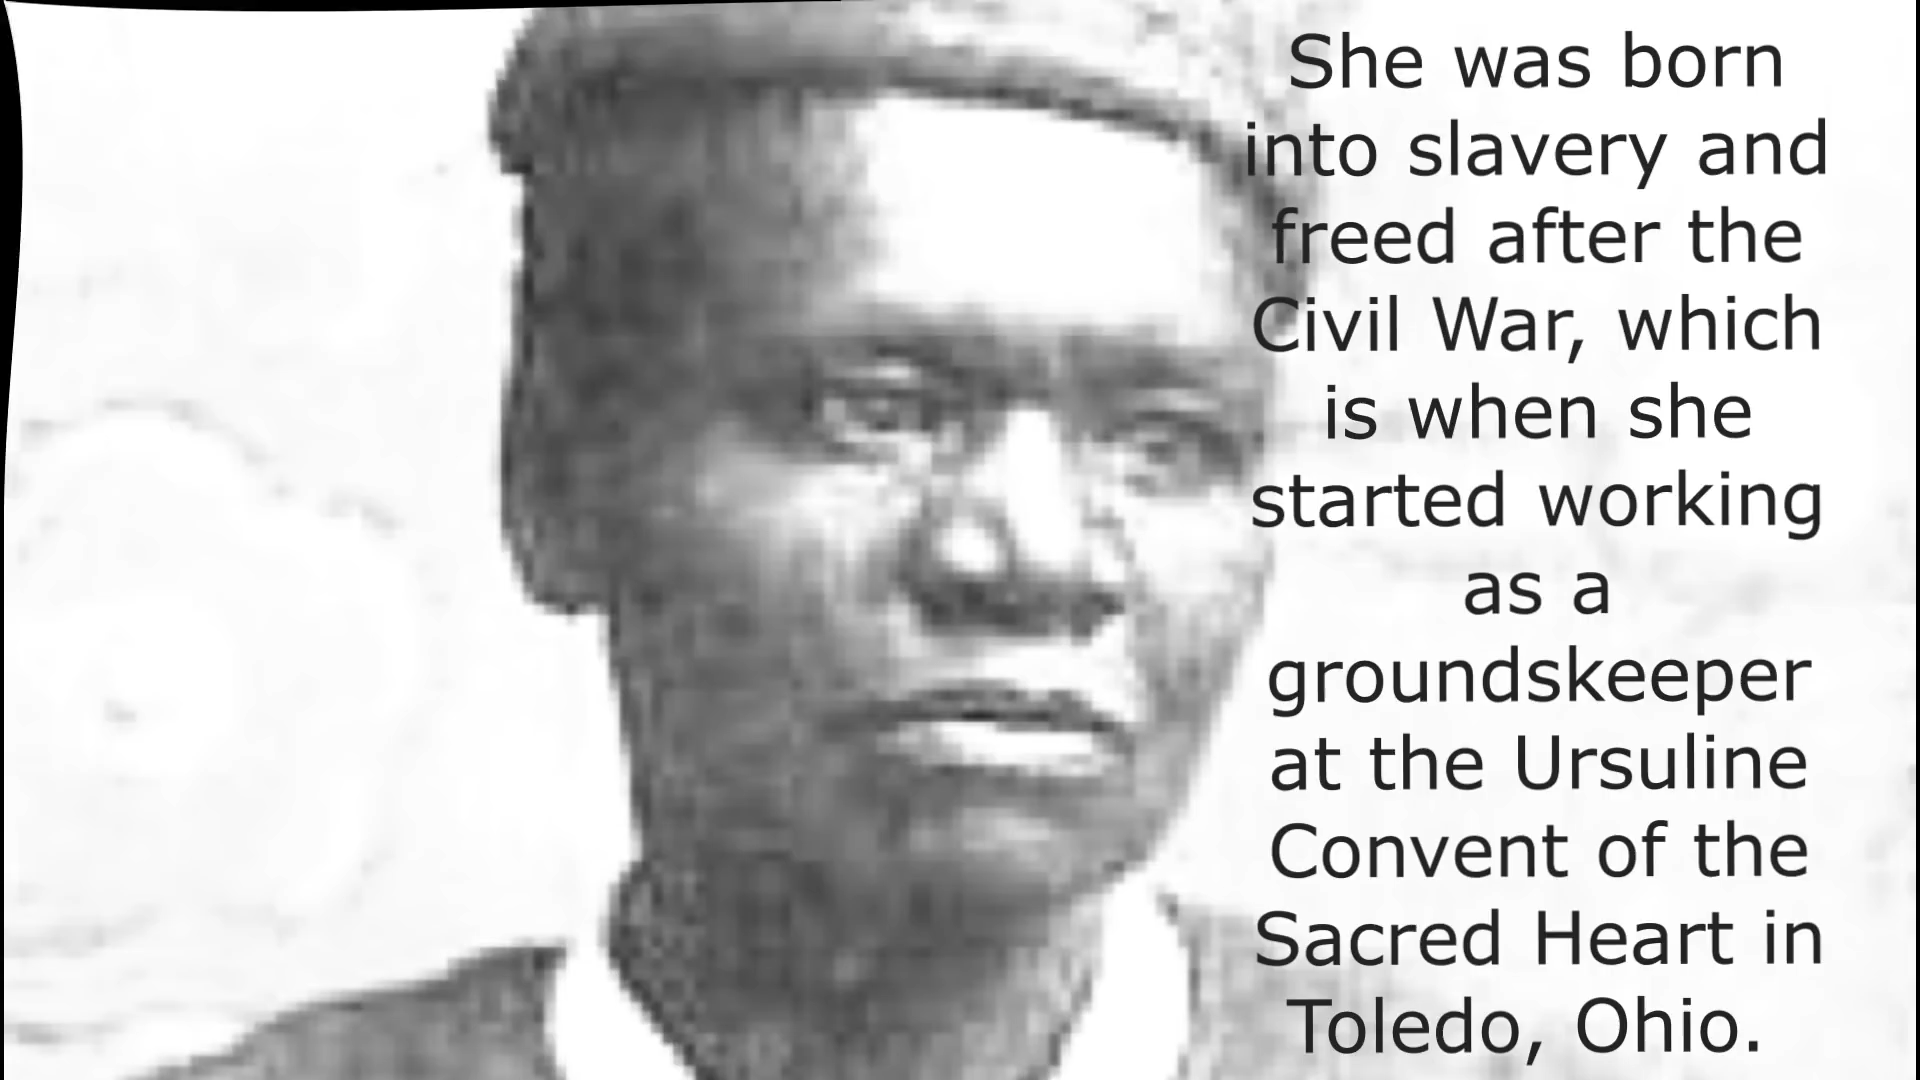 She was born
into slavery and
freed after the
Civil War, which
is when she
started working
as a
groundskeeper
at the Ursuline
Convent of the
Sacred Heart in
Toledo, Ohio.